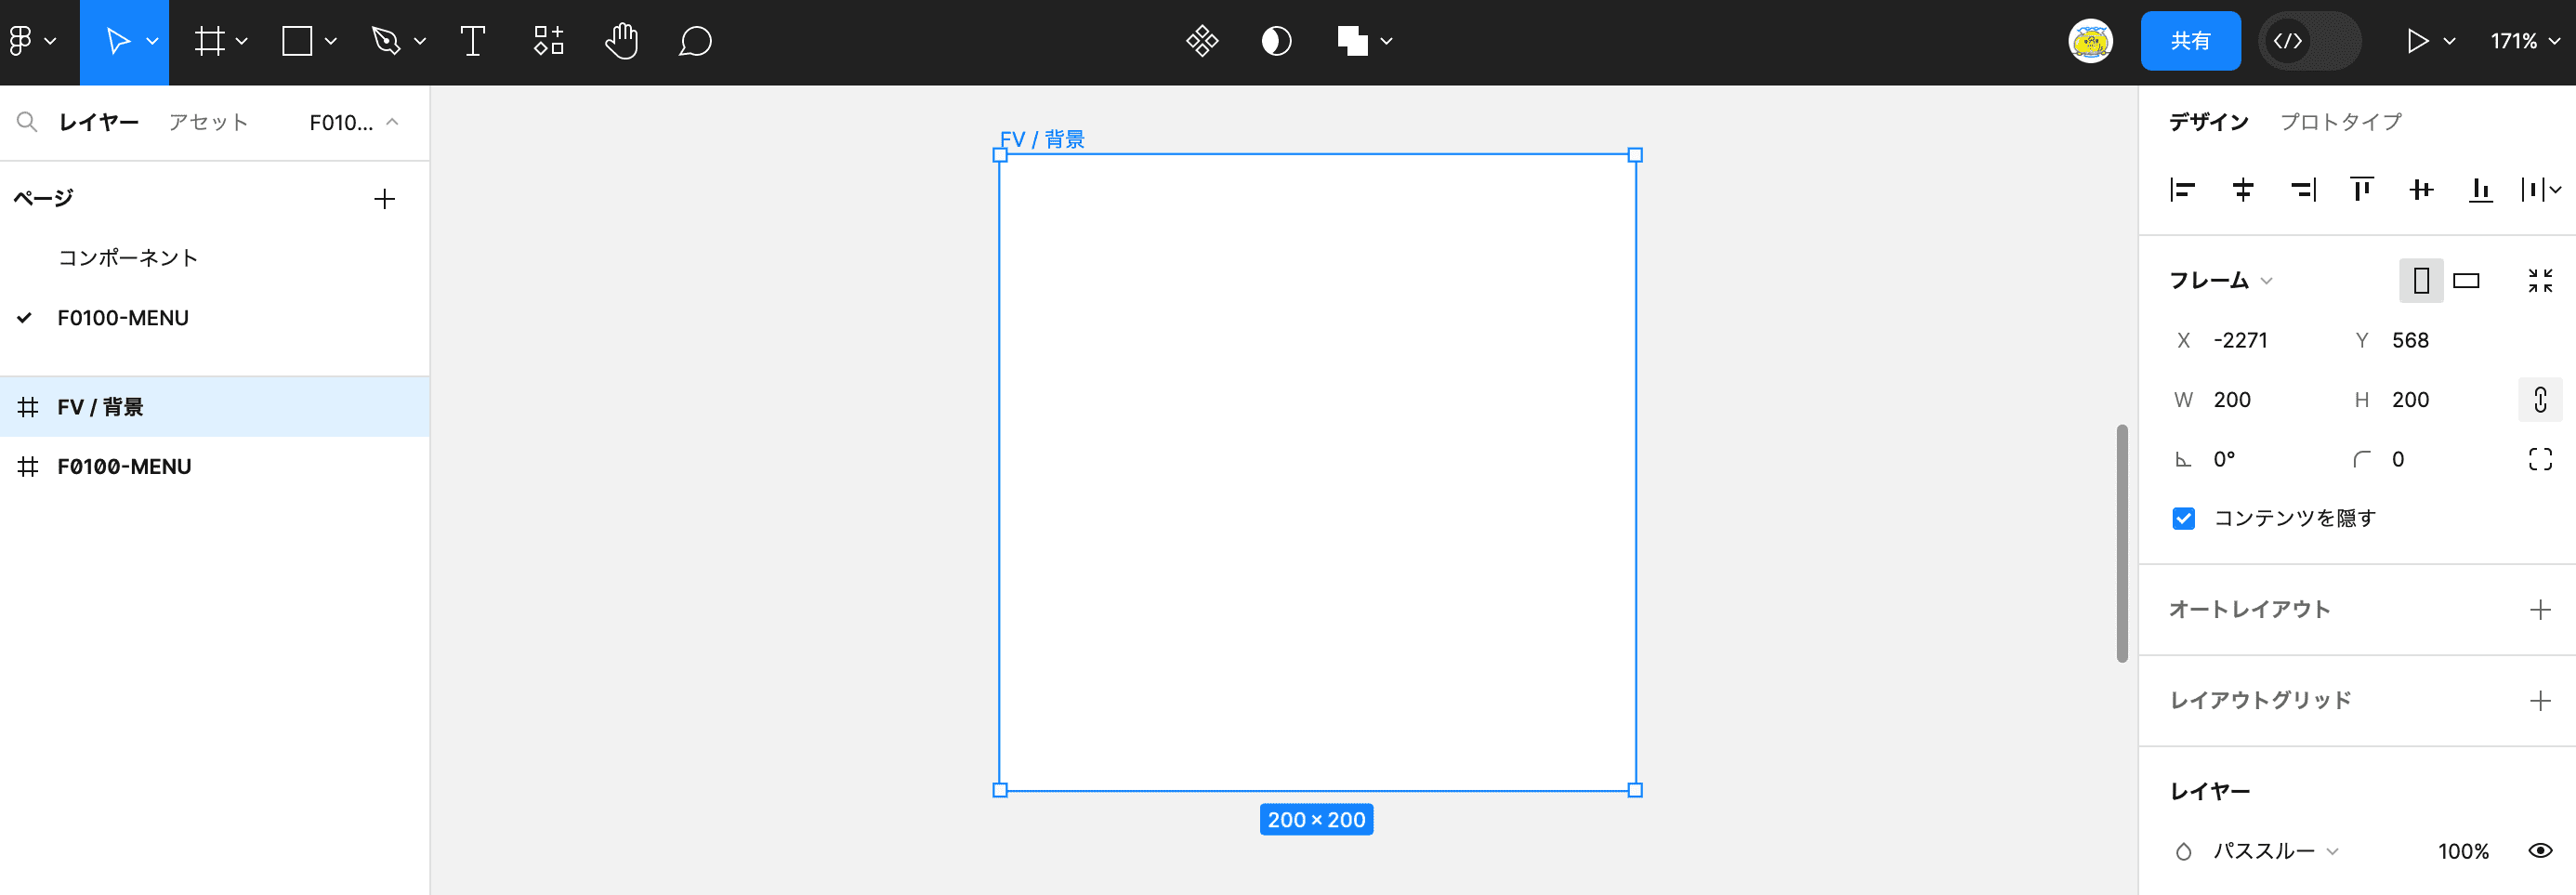 共有
171%
レイヤー アセット F010...
ページ
コンポーネント
F0100-MENU
FV / 背景
F0100-MENU
FV / 背景
200 × 200
デザイン プロトタイプ
フレーム
X -2271 Y 568
W 200 H 200
0° 0
コンテンツを隠す
オートレイアウト
レイアウトグリッド
レイヤー
パススルー 100%